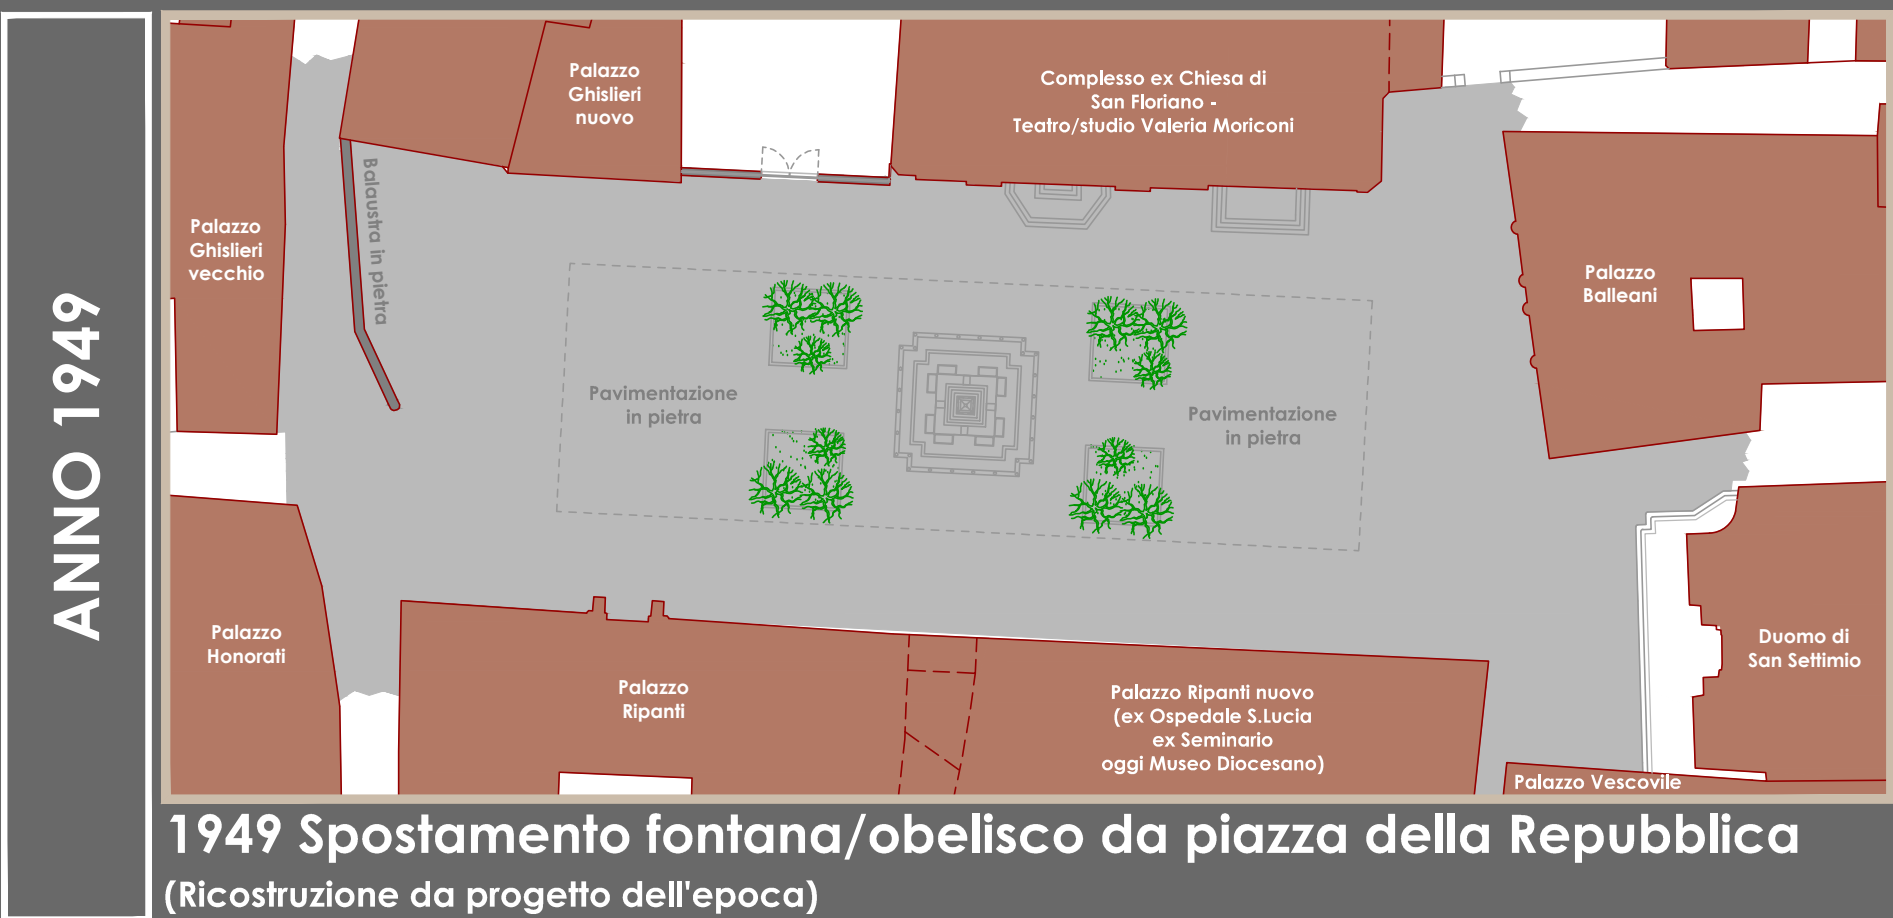 ANNO 1949
Palazzo
Ghislieri
nuovo
Complesso ex Chiesa di
San Floriano -
Teatro/studio Valeria Moriconi
Balaustra in pietra
Palazzo
Ghislieri
vecchio
Palazzo
Balleani
Pavimentazione
in pietra
Pavimentazione
in pietra
Palazzo
Honorati
Palazzo
Ripanti
Palazzo Ripanti nuovo
(ex Ospedale S.Lucia
ex Seminario
oggi Museo Diocesano)
Duomo di
San Settimio
Palazzo Vescovile
1949 Spostamento fontana/obelisco da piazza della Repubblica
(Ricostruzione da progetto dell'epoca)